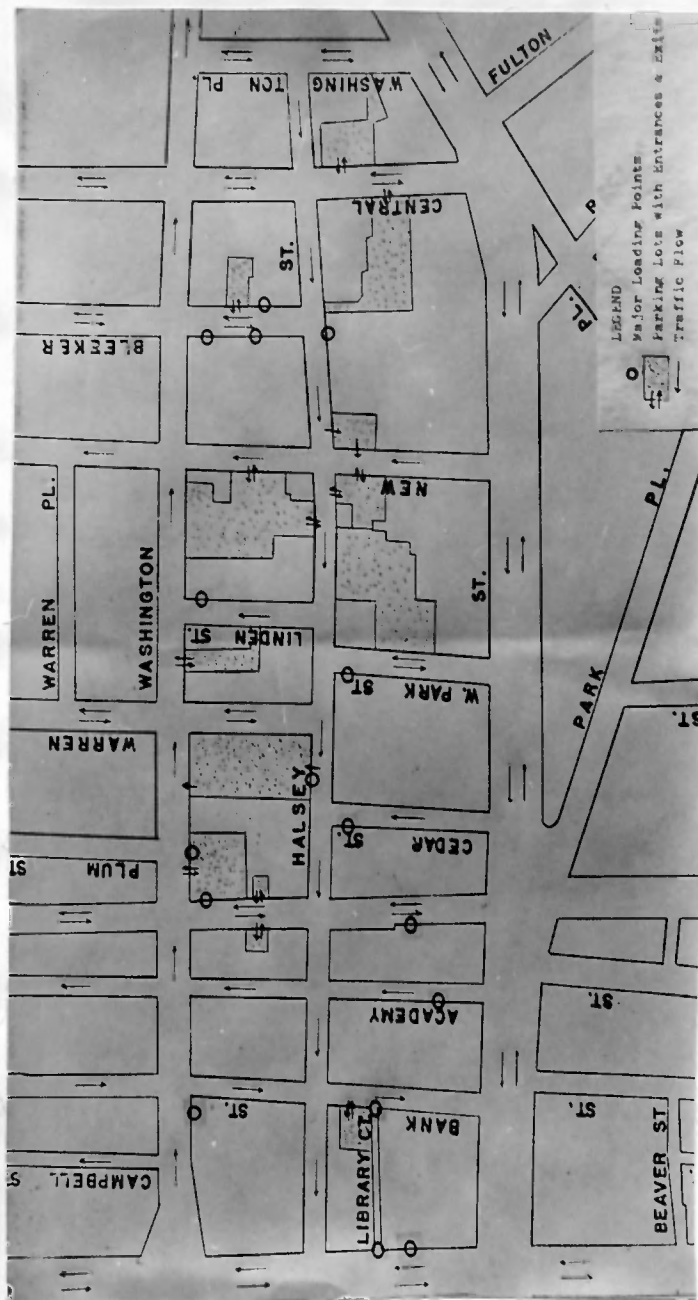 WASHING TON PL
FULTON
CENTRAL
ST.
BLEEKER
PL.
NEW
PL.
WARREN
WASHINGTON
ST.
LINDEN
ST.
W. PARK
ST
PARK
PL.
ST.
WARREN
HALSEY
CEDAR
ST.
PLUM
ST
ACADEMY
ST.
ST.
BANK
ST.
LIBRARY CT.
CAMPBELL
ST
BEAVER ST
LEGEND
Major Loading Points
Parking Lots with Entrances & Exits
Traffic Flow